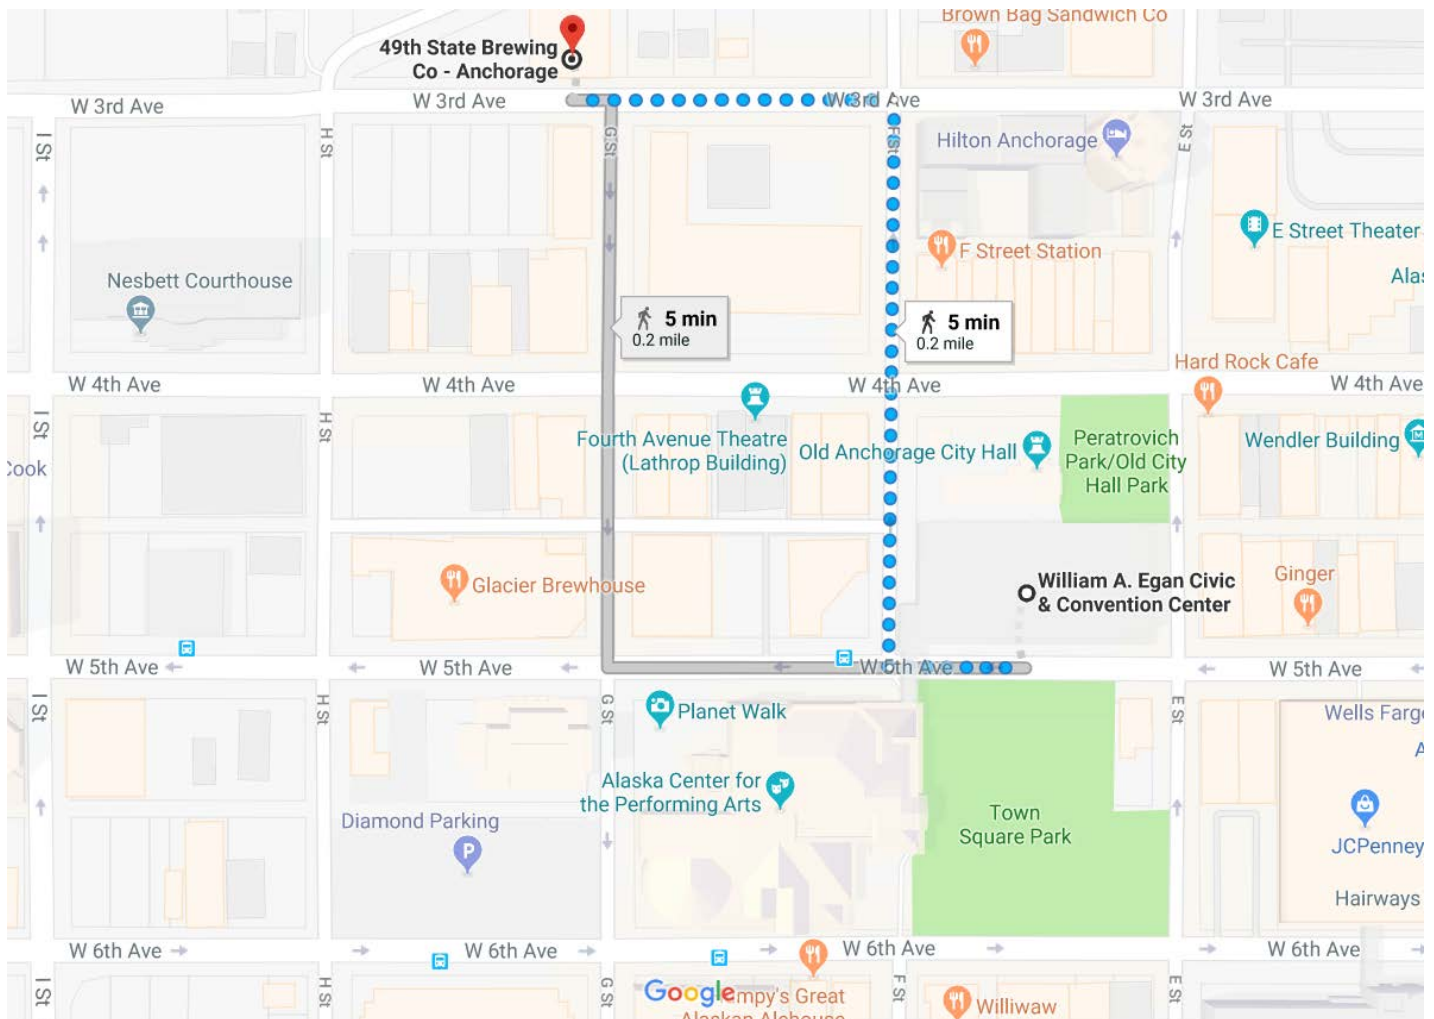 Brown Bag Sandwich Co
49th State Brewing
Co - Anchorage
W 3rd Ave
W 3rd Ave
W 3rd Ave
W 3rd Ave
I St
H St
G St
F St
E St
Hilton Anchorage
E Street Theater
F Street Station
Nesbett Courthouse
5 min
0.2 mile
5 min
0.2 mile
Hard Rock Cafe
W 4th Ave
W 4th Ave
W 4th Ave
W 4th Ave
I St
H St
Fourth Avenue Theatre
(Lathrop Building)
Old Anchorage City Hall
Peratrovich
Park/Old City
Hall Park
Wendler Building
Cook
William A. Egan Civic
& Convention Center
Ginger
Glacier Brewhouse
W 5th Ave
W 5th Ave
W 5th Ave
W 5th Ave
I St
H St
G St
E St
Planet Walk
Wells Farg
Alaska Center for
the Performing Arts
Town
Square Park
Diamond Parking
P
JCPenney
Hairways
W 6th Ave
W 6th Ave
W 6th Ave
W 6th Ave
I St
H St
G St
F St
E St
Google
mpy's Great
Alaskan Alehouse
Williwaw